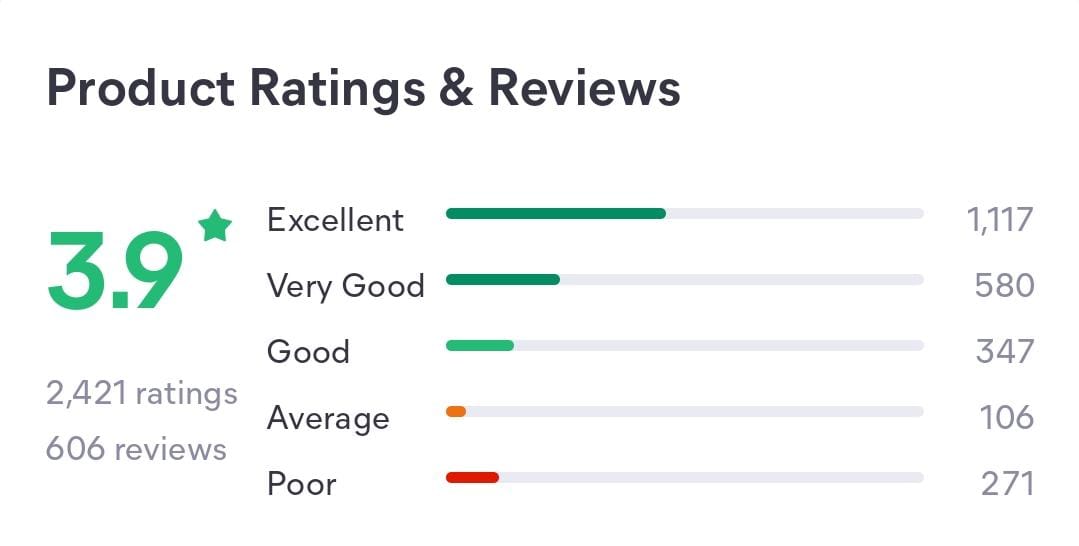 Product Ratings & Reviews
3.9
2,421 ratings
606 reviews
Excellent 1,117
Very Good 580
Good 347
Average 106
Poor 271